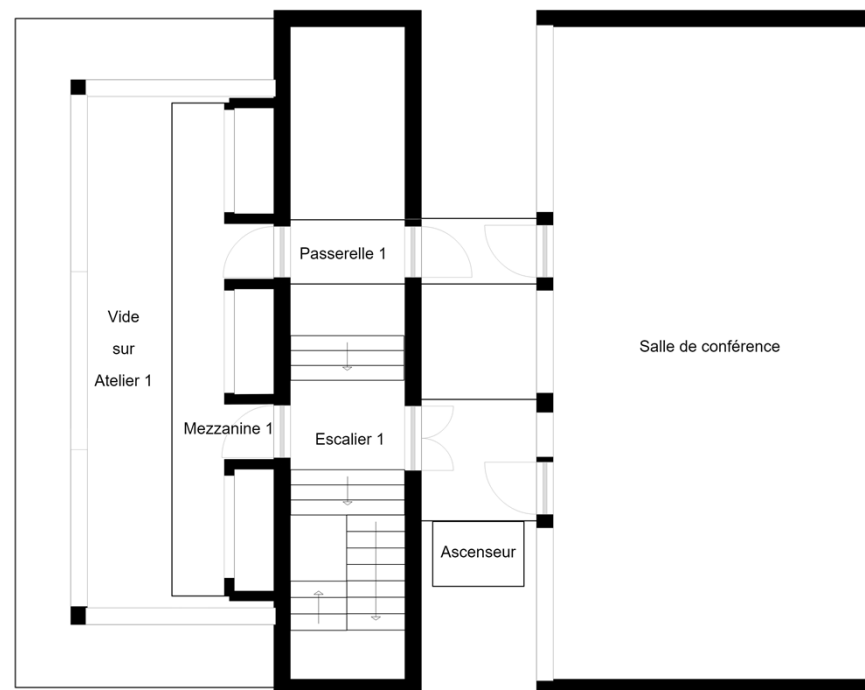 Passerelle 1
Vide
sur
Atelier 1
Salle de conférence
Mezzanine 1
Escalier 1
Ascenseur